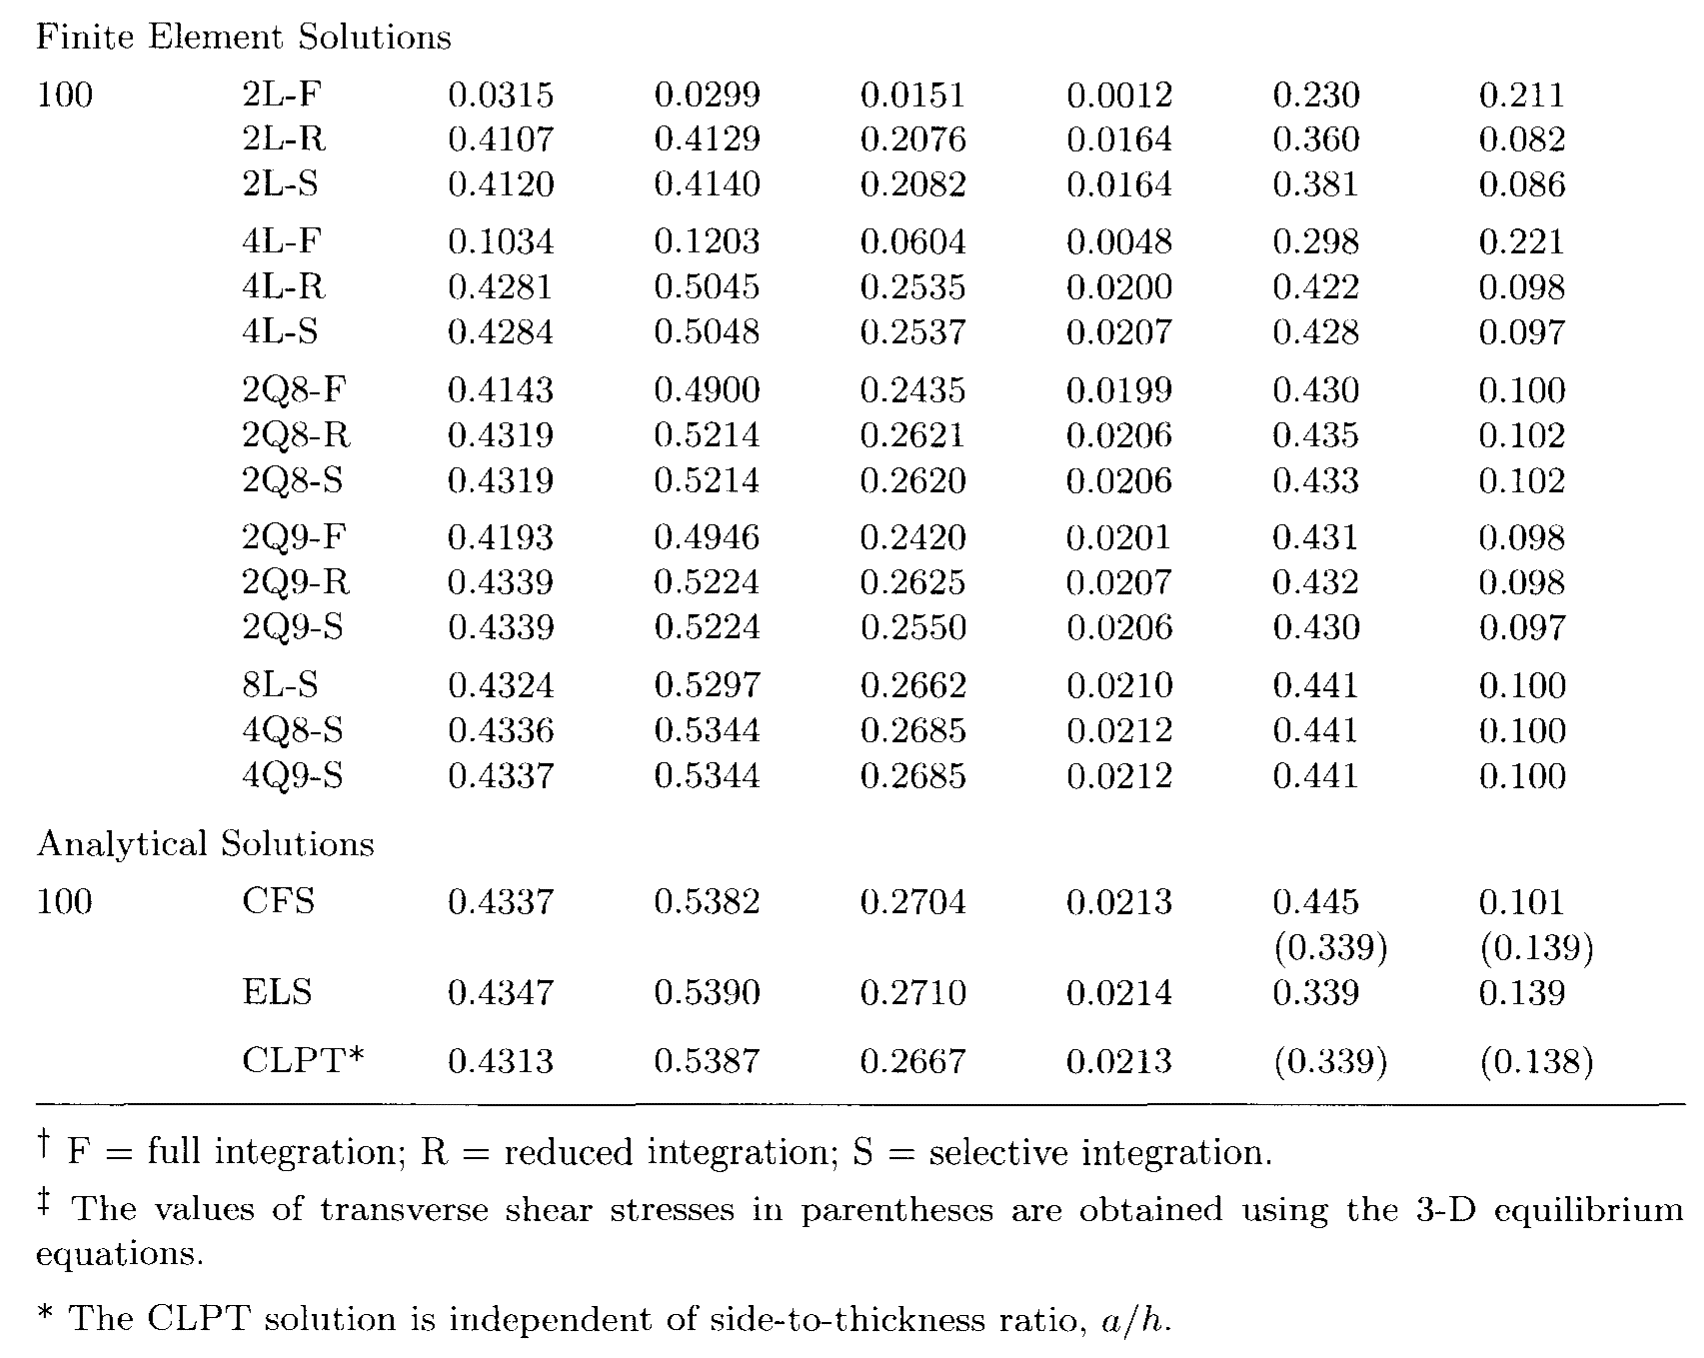 Finite Element Solutions
100 2L-F 0.0315 0.0299 0.0151 0.0012 0.230 0.211
2L-R 0.4107 0.4129 0.2076 0.0164 0.360 0.082
2L-S 0.4120 0.4140 0.2082 0.0164 0.381 0.086
4L-F 0.1034 0.1203 0.0604 0.0048 0.298 0.221
4L-R 0.4281 0.5045 0.2535 0.0200 0.422 0.098
4L-S 0.4284 0.5048 0.2537 0.0207 0.428 0.097
2Q8-F 0.4143 0.4900 0.2435 0.0199 0.430 0.100
2Q8-R 0.4319 0.5214 0.2621 0.0206 0.435 0.102
2Q8-S 0.4319 0.5214 0.2620 0.0206 0.433 0.102
2Q9-F 0.4193 0.4946 0.2420 0.0201 0.431 0.098
2Q9-R 0.4339 0.5224 0.2625 0.0207 0.432 0.098
2Q9-S 0.4339 0.5224 0.2550 0.0206 0.430 0.097
8L-S 0.4324 0.5297 0.2662 0.0210 0.441 0.100
4Q8-S 0.4336 0.5344 0.2685 0.0212 0.441 0.100
4Q9-S 0.4337 0.5344 0.2685 0.0212 0.441 0.100
Analytical Solutions
100 CFS 0.4337 0.5382 0.2704 0.0213 0.445 0.101
(0.339) (0.139)
ELS 0.4347 0.5390 0.2710 0.0214 0.339 0.139
CLPT* 0.4313 0.5387 0.2667 0.0213 (0.339) (0.138)
† F = full integration; R = reduced integration; S = selective integration.
‡ The values of transverse shear stresses in parentheses are obtained using the 3-D equilibrium
equations.
* The CLPT solution is independent of side-to-thickness ratio, a/h.